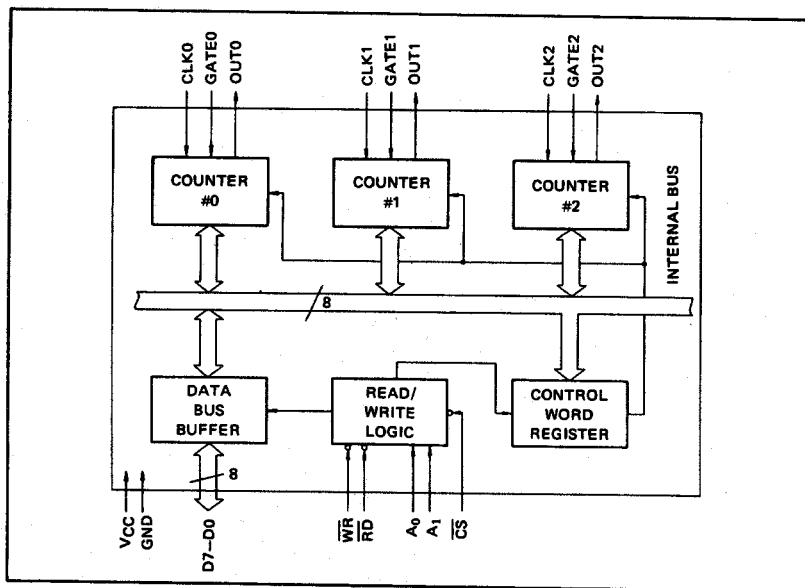 CLK0
GATE0
OUT0
CLK1
GATE1
OUT1
CLK2
GATE2
OUT2
COUNTER
#0
COUNTER
#1
COUNTER
#2
INTERNAL BUS
8
DATA
BUS
BUFFER
READ/
WRITE
LOGIC
CONTROL
WORD
REGISTER
8
VCC
GND
D7–D0
WR
RD
A0
A1
CS